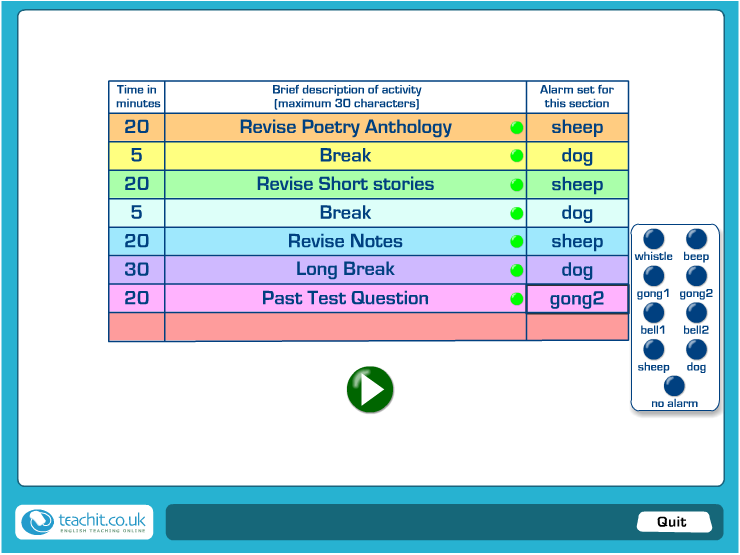 Time in minutes Brief description of activity (maximum 30 characters) Alarm set for this section
20 Revise Poetry Anthology sheep
5 Break dog
20 Revise Short stories sheep
5 Break dog
20 Revise Notes sheep
30 Long Break dog
20 Past Test Question gong2
whistle beep
gong1 gong2
bell1 bell2
sheep dog
no alarm
teachit.co.uk
ENGLISH TEACHING ONLINE
Quit